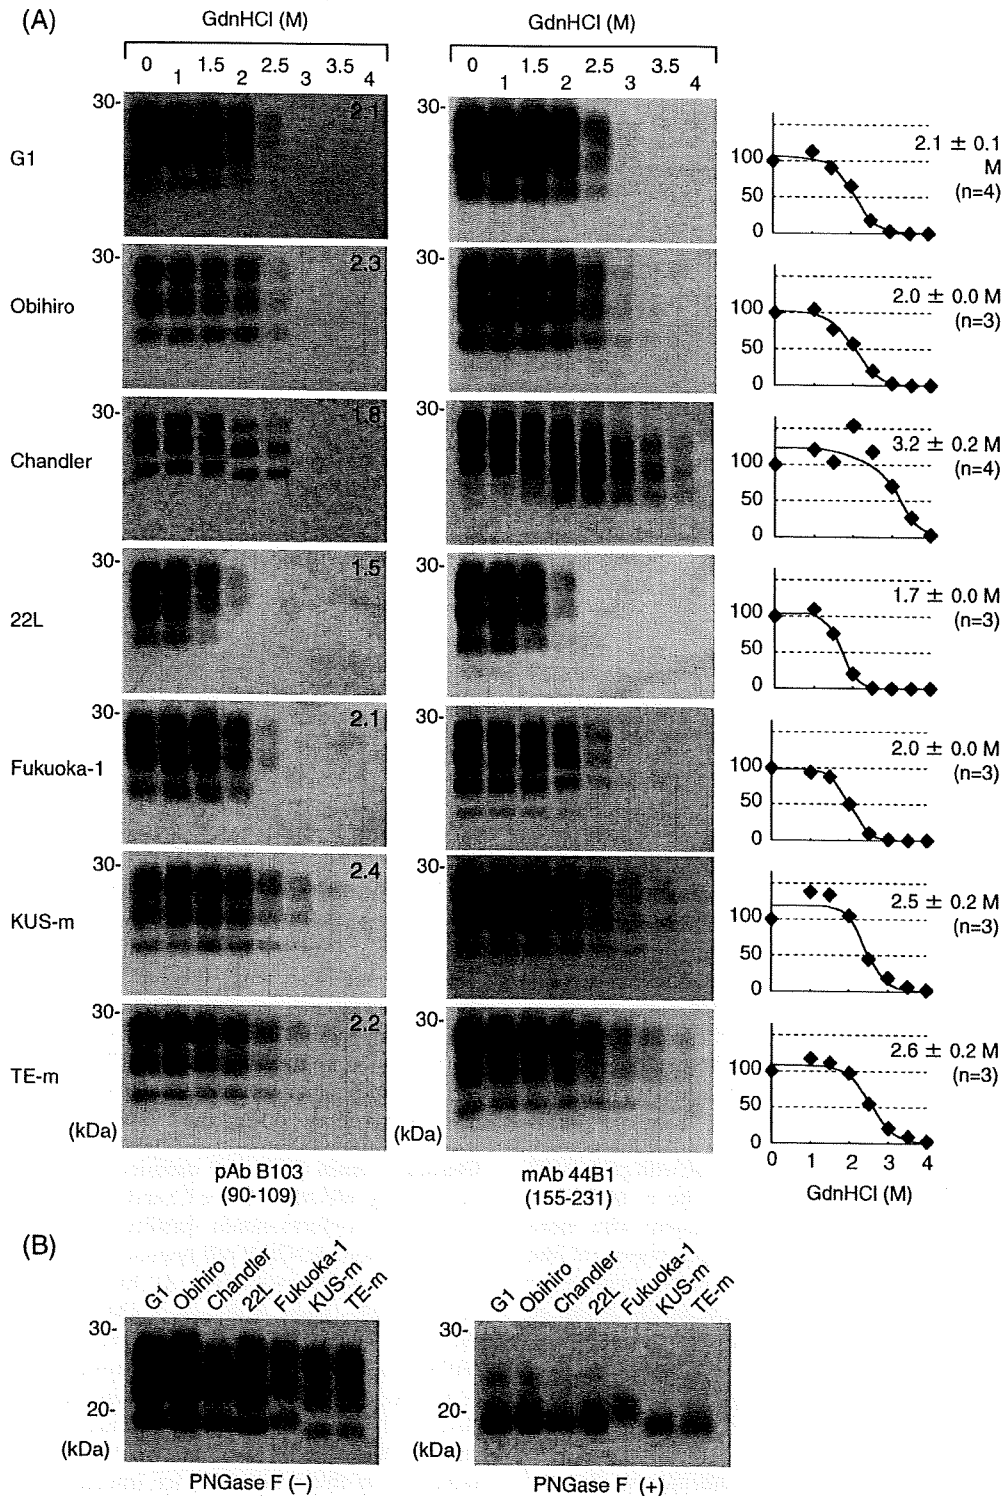 (A)
GdnHCl (M)
GdnHCl (M)
0 1.5 2.5 3.5
1 2 3 4
0 1.5 2.5 3.5
1 2 3 4
G1
30-
2.1
30-
100
50
0
2.1 ± 0.1
M
(n=4)
Obihiro
30-
2.3
30-
100
50
0
2.0 ± 0.0 M
(n=3)
Chandler
30-
1.8
30-
100
50
0
3.2 ± 0.2 M
(n=4)
22L
30-
1.5
30-
100
50
0
1.7 ± 0.0 M
(n=3)
Fukuoka-1
30-
2.1
30-
100
50
0
2.0 ± 0.0 M
(n=3)
KUS-m
30-
2.4
30-
100
50
0
2.5 ± 0.2 M
(n=3)
TE-m
30-
2.2
30-
100
50
0
2.6 ± 0.2 M
(n=3)
(kDa)
(kDa)
0 1 2 3 4
GdnHCl (M)
pAb B103
(90-109)
mAb 44B1
(155-231)
(B)
G1 Obihiro Chandler 22L Fukuoka-1 KUS-m TE-m
G1 Obihiro Chandler 22L Fukuoka-1 KUS-m TE-m
30-
20-
(kDa)
30-
20-
(kDa)
PNGase F (–)
PNGase F (+)